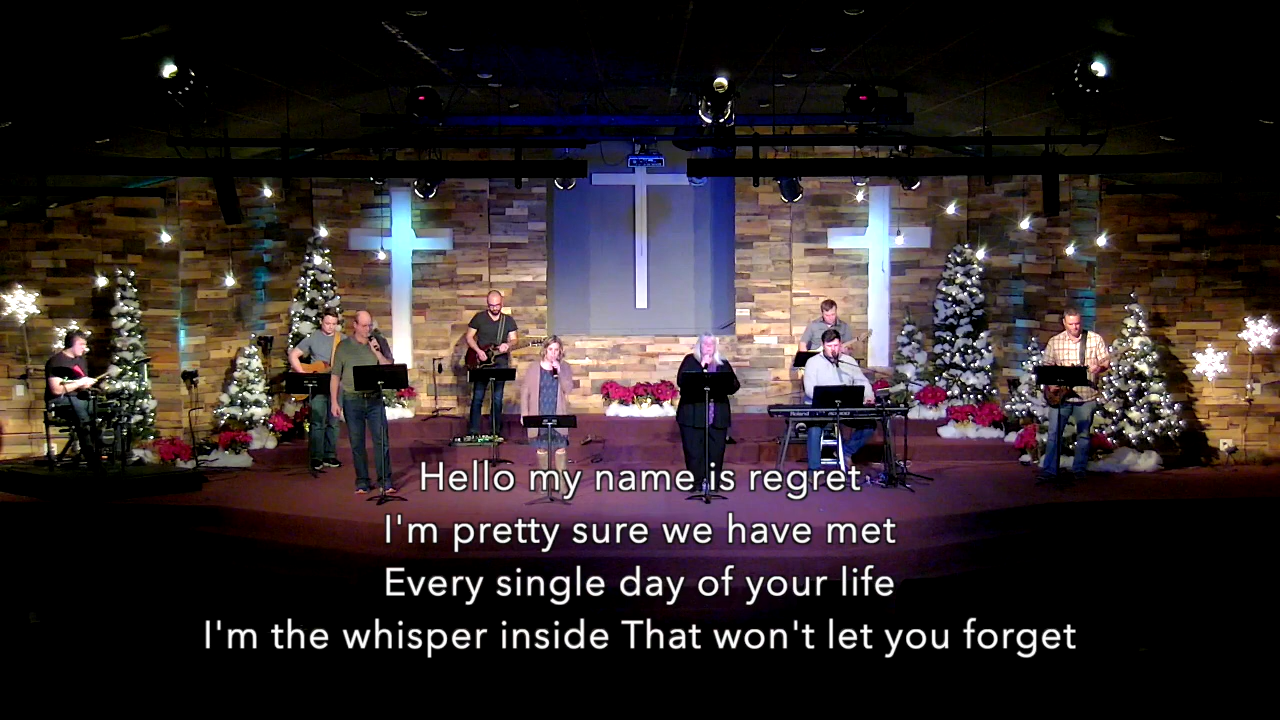 Roland
Hello my name is regret
I'm pretty sure we have met
Every single day of your life
I'm the whisper inside That won't let you forget